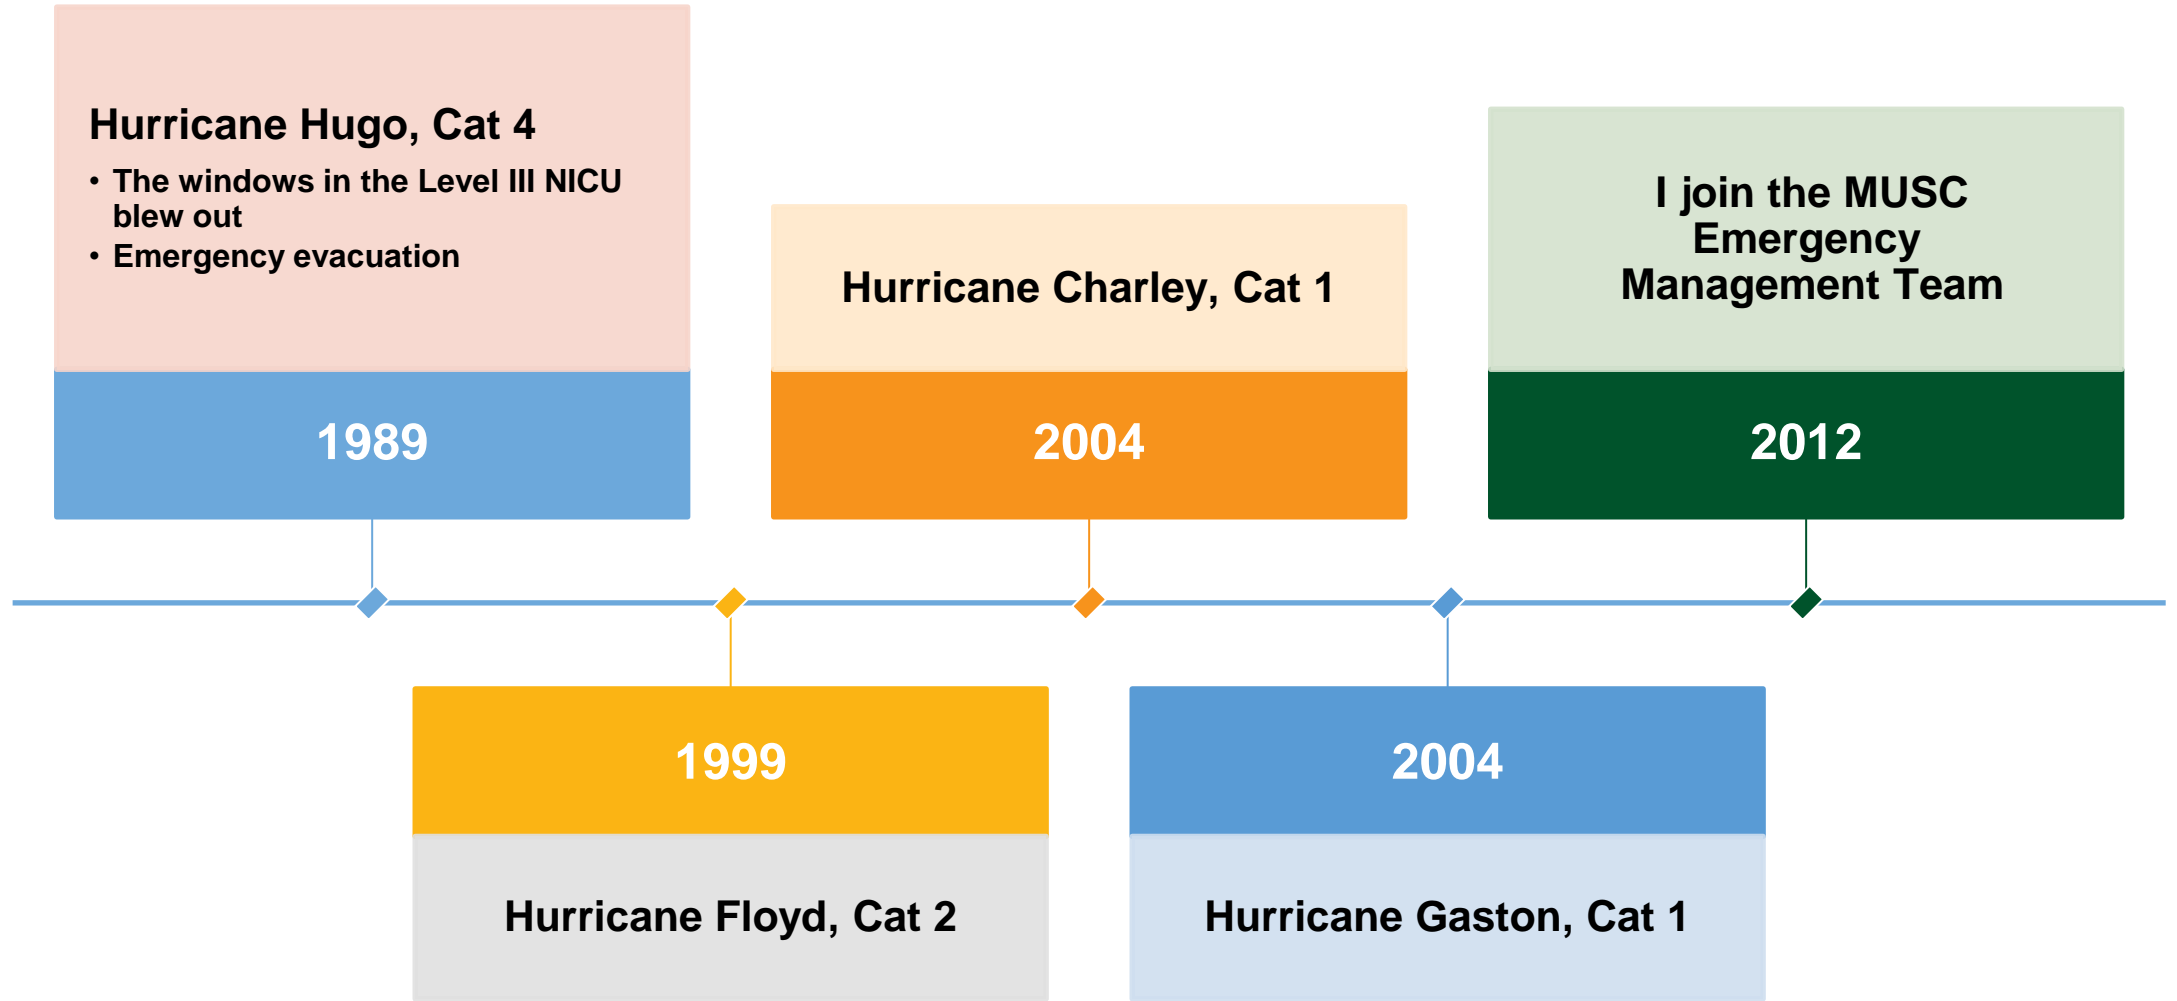 Hurricane Hugo, Cat 4
• The windows in the Level III NICU
blew out
• Emergency evacuation
1989
1999
Hurricane Floyd, Cat 2
Hurricane Charley, Cat 1
2004
2004
Hurricane Gaston, Cat 1
I join the MUSC
Emergency
Management Team
2012